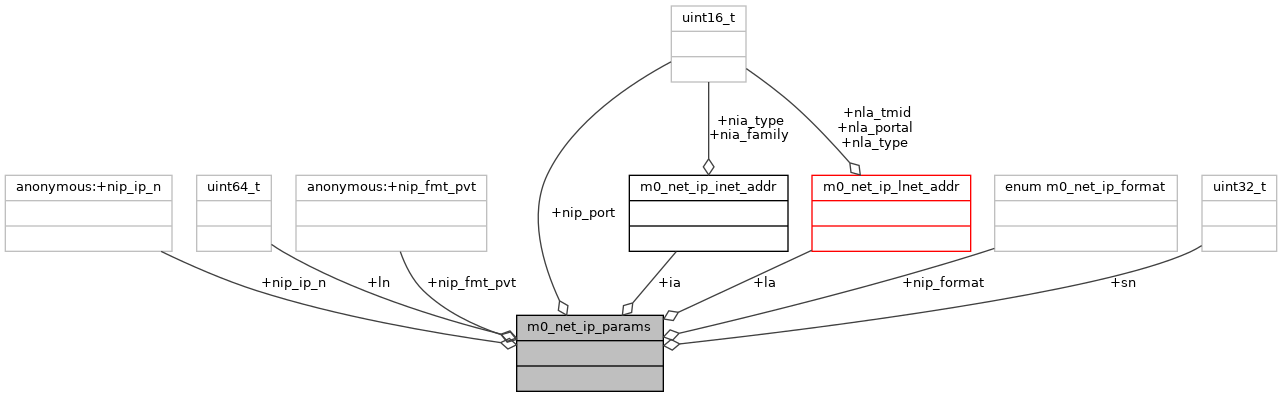 uint16_t
+nla_tmid
+nla_portal
+nla_type
+nia_type
+nia_family
anonymous:+nip_ip_n
uint64_t
anonymous:+nip_fmt_pvt
m0_net_ip_inet_addr
m0_net_ip_lnet_addr
enum m0_net_ip_format
uint32_t
+nip_port
+nip_ip_n
+ln
+nip_fmt_pvt
+ia
+la
+nip_format
+sn
m0_net_ip_params